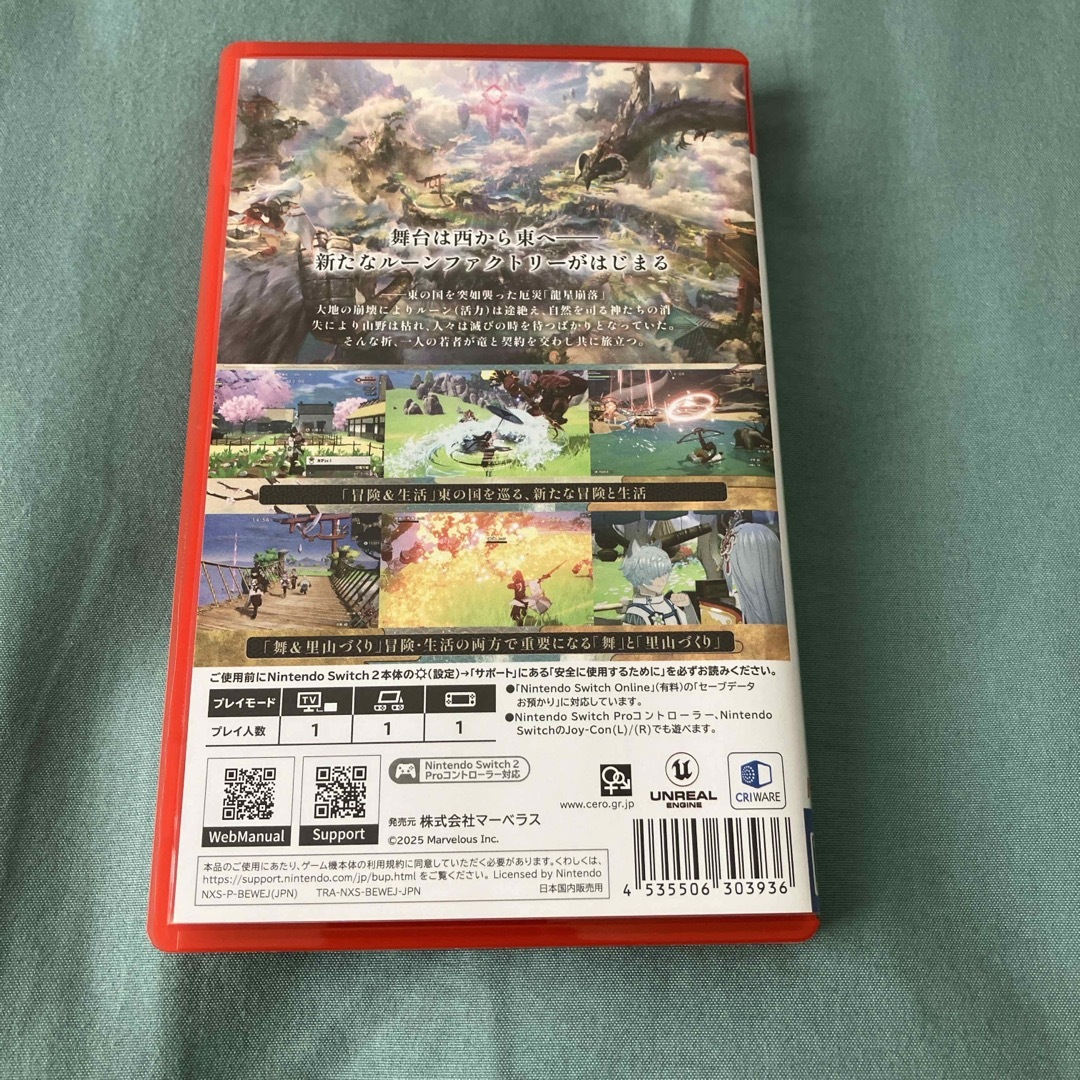 舞台は西から東へ――
新たなルーンファクトリーがはじまる
――東の国を突如襲った厄災「龍星崩落」
大地の崩壊によりルーン(活力)は途絶え、自然を司る神たちの消
失により山野は枯れ、人々は滅びの時を待つばかりとなっていた。
そんな折、一人の若者が竜と契約を交わし共に旅立つ。
「冒険&生活」東の国を巡る、新たな冒険と生活
「舞&里山づくり」冒険・生活の両方で重要になる「舞」と「里山づくり」
ご使用前にNintendo Switch 2本体の(設定)→「サポート」にある「安全に使用するために」を必ずお読みください。
プレイモード TV
プレイ人数 1 1 1
●「Nintendo Switch Online」(有料)の「セーブデータ
お預かり」に対応しています。
●Nintendo Switch Proコントローラー、Nintendo
SwitchのJoy-Con(L)/(R)でも遊べます。
WebManual
Support
Nintendo Switch 2
Proコントローラー対応
発売元 株式会社マーベラス
©2025 Marvelous Inc.
www.cero.gr.jp
UNREAL
ENGINE
CRIWARE
本品のご使用にあたり、ゲーム機本体の利用規約に同意していただく必要があります。くわしくは、
https://support.nintendo.com/jp/bup.html をご覧ください。 Licensed by Nintendo
NXS-P-BEWEJ(JPN) TRA-NXS-BEWEJ-JPN 日本国内販売用
4 535506 303936